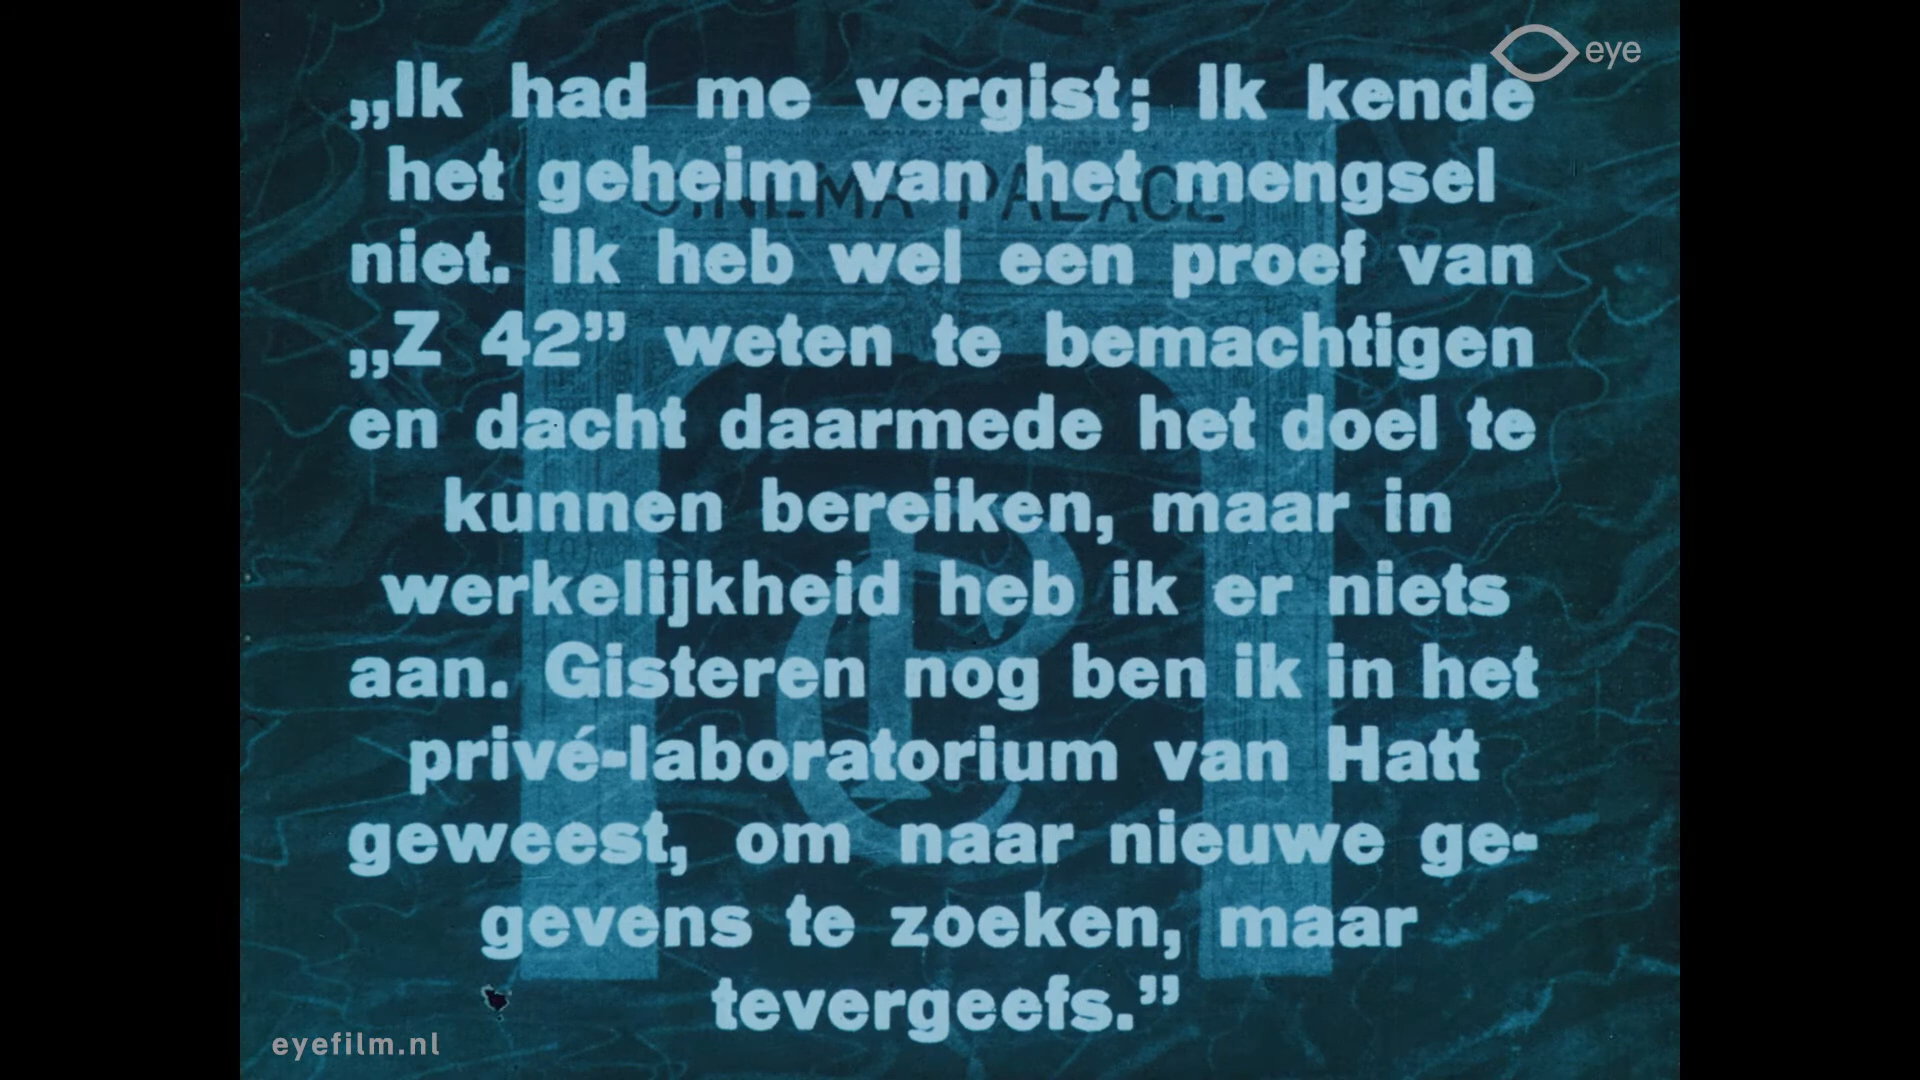 eye
„Ik had me vergist; Ik kende
het geheim van het mengsel
niet. Ik heb wel een proef van
„Z 42” weten te bemachtigen
en dacht daarmede het doel te
kunnen bereiken, maar in
werkelijkheid heb ik er niets
aan. Gisteren nog ben ik in het
privé-laboratorium van Hatt
geweest, om naar nieuwe ge-
gevens te zoeken, maar
tevergeefs.”
CINEMA PALACE
CP
eyefilm.nl